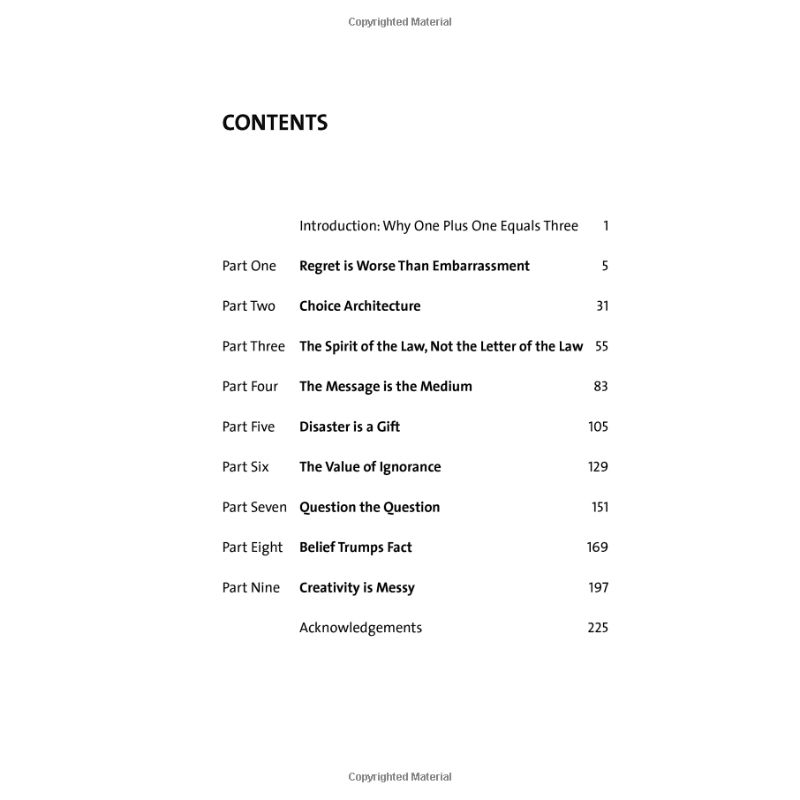 Copyrighted Material
CONTENTS
Introduction: Why One Plus One Equals Three 1
Part One Regret is Worse Than Embarrassment 5
Part Two Choice Architecture 31
Part Three The Spirit of the Law, Not the Letter of the Law 55
Part Four The Message is the Medium 83
Part Five Disaster is a Gift 105
Part Six The Value of Ignorance 129
Part Seven Question the Question 151
Part Eight Belief Trumps Fact 169
Part Nine Creativity is Messy 197
Acknowledgements 225
Copyrighted Material